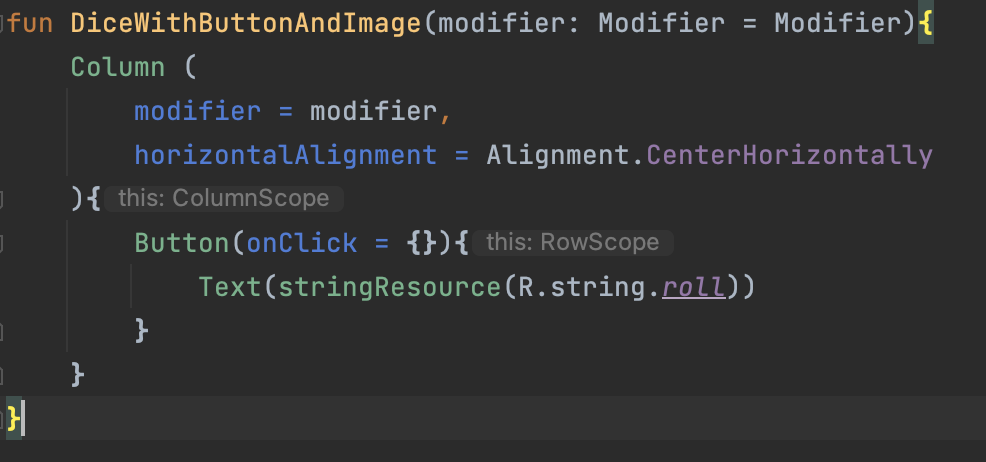 fun DiceWithButtonAndImage(modifier: Modifier = Modifier){
    Column (
        modifier = modifier,
        horizontalAlignment = Alignment.CenterHorizontally
    ){ this: ColumnScope
        Button(onClick = {}){ this: RowScope
            Text(stringResource(R.string.roll))
        }
    }
}